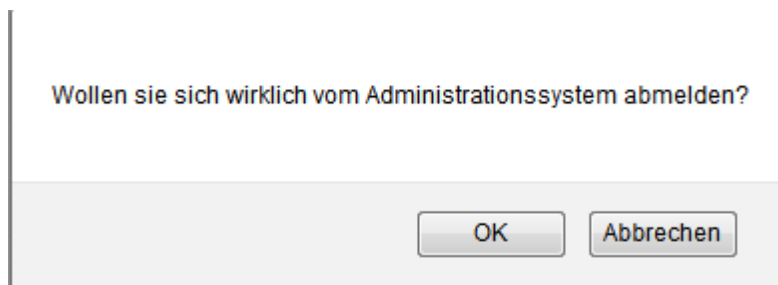 Wollen sie sich wirklich vom Administrationssystem abmelden?
OK Abbrechen